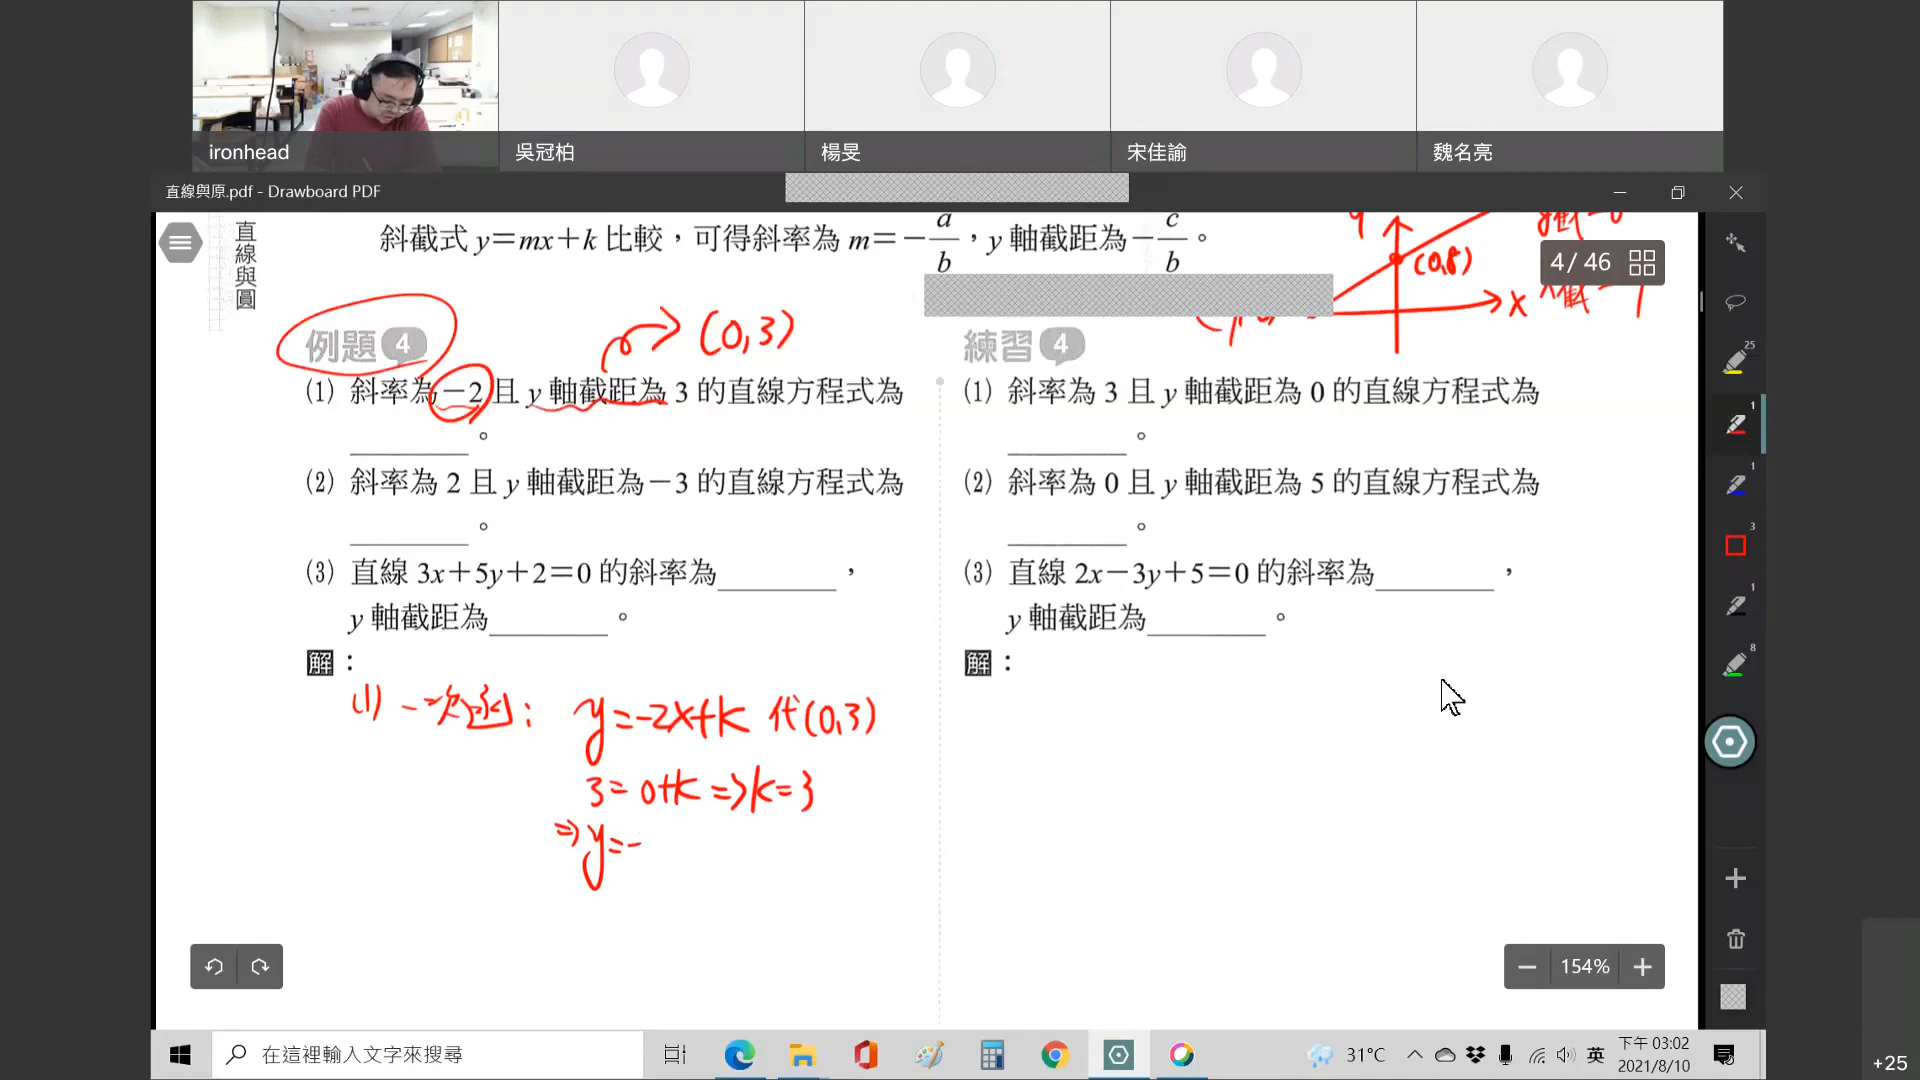 ironhead
吳冠柏
楊旻
宋佳諭
魏名亮
直線與原.pdf - Drawboard PDF
直線與圓
斜截式 y=mx+k 比較，可得斜率為 m=-a/b，y 軸截距為-c/b。
4 / 46
x
例題 4
(0,3)
(1) 斜率為-2 且 y 軸截距為 3 的直線方程式為
________。
(2) 斜率為 2 且 y 軸截距為-3 的直線方程式為
________。
(3) 直線 3x+5y+2=0 的斜率為________，
y 軸截距為________。
解：
(1) 一次函: y=-2x+k 代(0,3)
3=0+k=>k=3
=>y=-
練習 4
(1) 斜率為 3 且 y 軸截距為 0 的直線方程式為
________。
(2) 斜率為 0 且 y 軸截距為 5 的直線方程式為
________。
(3) 直線 2x-3y+5=0 的斜率為________，
y 軸截距為________。
解：
25
1
1
3
1
8
154%
在這裡輸入文字來搜尋
31°C
英
下午 03:02
2021/8/10
+25